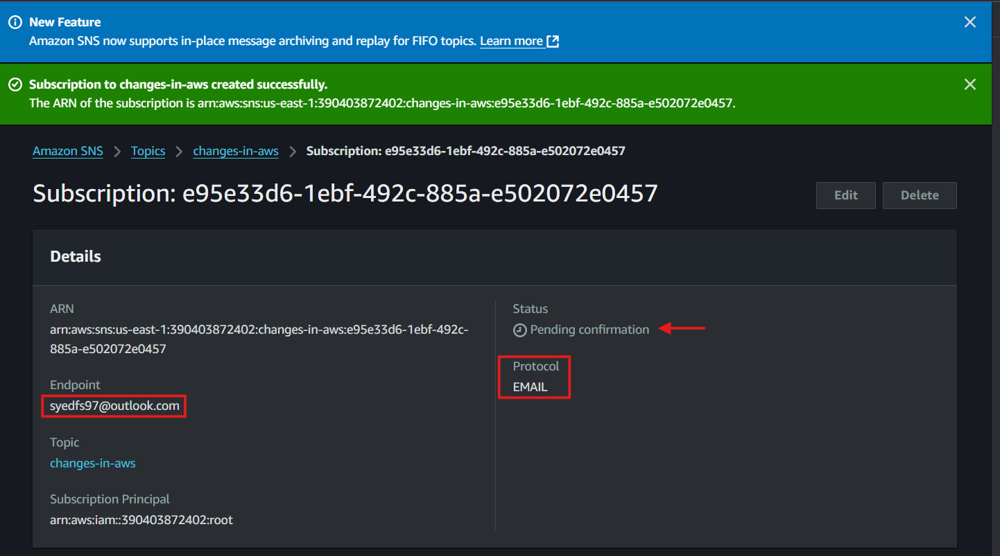 New Feature
Amazon SNS now supports in-place message archiving and replay for FIFO topics. Learn more
Subscription to changes-in-aws created successfully.
The ARN of the subscription is arn:aws:sns:us-east-1:390403872402:changes-in-aws:e95e33d6-1ebf-492c-885a-e502072e0457.
Amazon SNS > Topics > changes-in-aws > Subscription: e95e33d6-1ebf-492c-885a-e502072e0457
Subscription: e95e33d6-1ebf-492c-885a-e502072e0457
Edit
Delete
Details
ARN
arn:aws:sns:us-east-1:390403872402:changes-in-aws:e95e33d6-1ebf-492c-
885a-e502072e0457
Endpoint
syedfs97@outlook.com
Topic
changes-in-aws
Subscription Principal
arn:aws:iam::390403872402:root
Status
Pending confirmation
Protocol
EMAIL